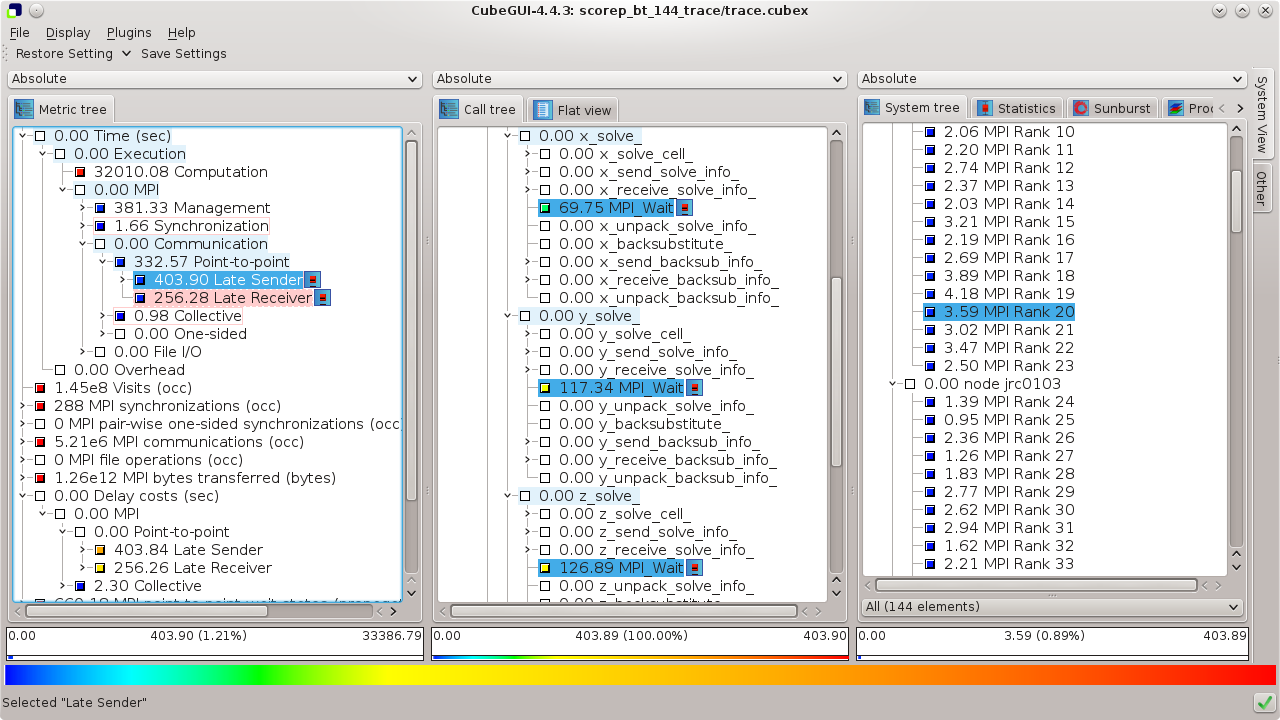 CubeGUI-4.4.3: scorep_bt_144_trace/trace.cubex
File Display Plugins Help
Restore Setting Save Settings
Absolute
Metric tree
0.00 Time (sec)
0.00 Execution
32010.08 Computation
0.00 MPI
381.33 Management
1.66 Synchronization
0.00 Communication
332.57 Point-to-point
403.90 Late Sender
256.28 Late Receiver
0.98 Collective
0.00 One-sided
0.00 File I/O
0.00 Overhead
1.45e8 Visits (occ)
288 MPI synchronizations (occ)
0 MPI pair-wise one-sided synchronizations (occ
5.21e6 MPI communications (occ)
0 MPI file operations (occ)
1.26e12 MPI bytes transferred (bytes)
0.00 Delay costs (sec)
0.00 MPI
0.00 Point-to-point
403.84 Late Sender
256.26 Late Receiver
2.30 Collective
0.00 403.90 (1.21%) 33386.79
Absolute
Call tree Flat view
0.00 x_solve_
0.00 x_solve_cell_
0.00 x_send_solve_info_
0.00 x_receive_solve_info_
69.75 MPI_Wait
0.00 x_unpack_solve_info_
0.00 x_backsubstitute_
0.00 x_send_backsub_info_
0.00 x_receive_backsub_info_
0.00 x_unpack_backsub_info_
0.00 y_solve_
0.00 y_solve_cell_
0.00 y_send_solve_info_
0.00 y_receive_solve_info_
117.34 MPI_Wait
0.00 y_unpack_solve_info_
0.00 y_backsubstitute_
0.00 y_send_backsub_info_
0.00 y_receive_backsub_info_
0.00 y_unpack_backsub_info_
0.00 z_solve_
0.00 z_solve_cell_
0.00 z_send_solve_info_
0.00 z_receive_solve_info_
126.89 MPI_Wait
0.00 z_unpack_solve_info_
0.00 403.89 (100.00%) 403.90
Absolute
System tree Statistics Sunburst Proc
2.06 MPI Rank 10
2.20 MPI Rank 11
2.74 MPI Rank 12
2.37 MPI Rank 13
2.03 MPI Rank 14
3.21 MPI Rank 15
2.19 MPI Rank 16
2.69 MPI Rank 17
3.69 MPI Rank 18
4.18 MPI Rank 19
3.59 MPI Rank 20
3.02 MPI Rank 21
3.47 MPI Rank 22
2.50 MPI Rank 23
0.00 node jrc0103
1.39 MPI Rank 24
0.95 MPI Rank 25
2.36 MPI Rank 26
1.26 MPI Rank 27
1.83 MPI Rank 28
2.77 MPI Rank 29
2.62 MPI Rank 30
2.94 MPI Rank 31
1.62 MPI Rank 32
2.21 MPI Rank 33
All (144 elements)
0.00 3.59 (0.89%) 403.89
System View
Other
Selected "Late Sender"